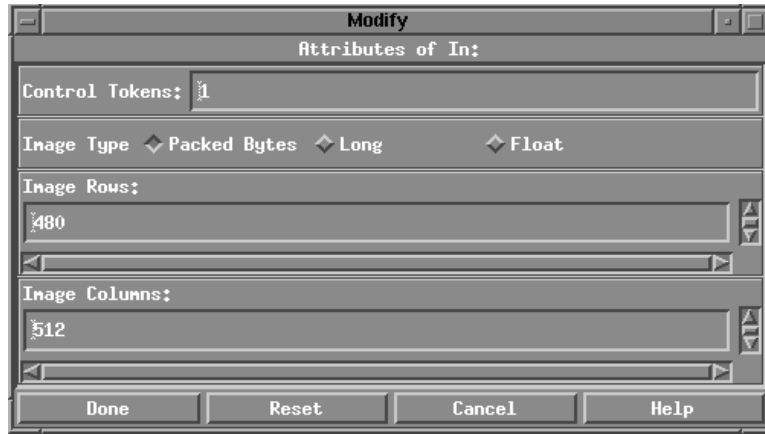 Modify
Attributes of In:
Control Tokens: 1
Image Type Packed Bytes Long Float
Image Rows:
480
Image Columns:
512
Done Reset Cancel Help